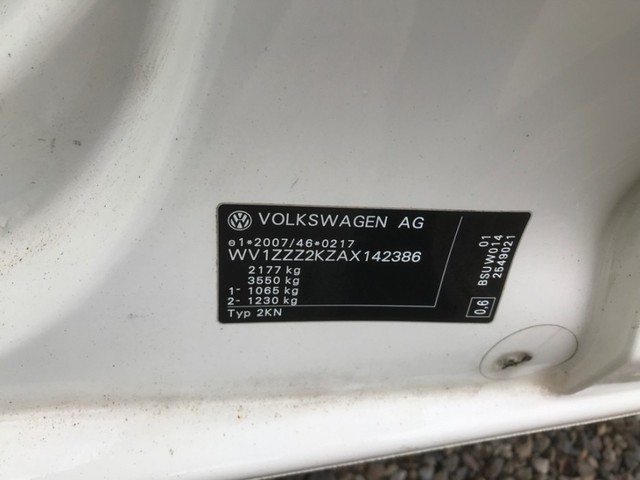 VOLKSWAGEN AG
e1*2007/46*0217
WV1ZZZ2KZAX142386
2177 kg
3550 kg
1- 1065 kg
2- 1230 kg
Typ 2KN
01
BSUW014
2549021
0,6